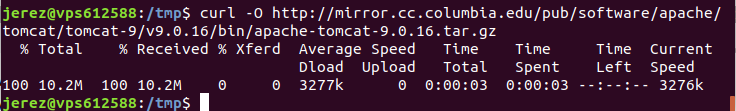 jerez@vps612588:/tmp$ curl -O http://mirror.cc.columbia.edu/pub/software/apache/
tomcat/tomcat-9/v9.0.16/bin/apache-tomcat-9.0.16.tar.gz
  % Total    % Received % Xferd  Average Speed   Time    Time     Time  Current
                                 Dload  Upload   Total   Spent    Left  Speed
100 10.2M  100 10.2M    0     0  3277k      0  0:00:03  0:00:03 --:--:-- 3276k
jerez@vps612588:/tmp$